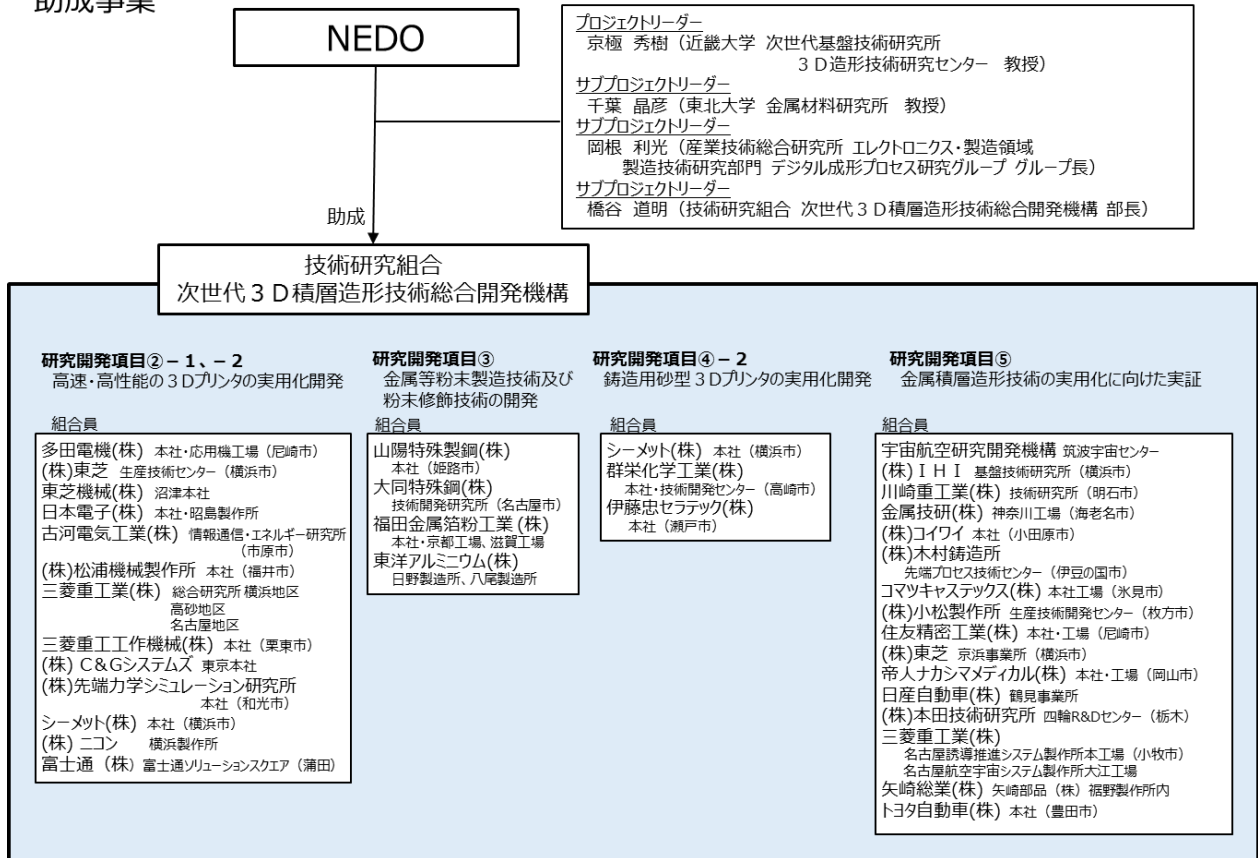 助成事業
NEDO
プロジェクトリーダー
京極 秀樹（近畿大学 次世代基盤技術研究所
３Ｄ造形技術研究センター 教授）
サブプロジェクトリーダー
千葉 晶彦（東北大学 金属材料研究所 教授）
サブプロジェクトリーダー
岡根 利光（産業技術総合研究所 エレクトロニクス・製造領域
製造技術研究部門 デジタル成形プロセス研究グループ グループ長）
サブプロジェクトリーダー
橋谷 道明（技術研究組合 次世代３Ｄ積層造形技術総合開発機構 部長）
助成
技術研究組合
次世代３Ｄ積層造形技術総合開発機構
研究開発項目②－１、－２
高速・高性能の３Ｄプリンタの実用化開発
組合員
多田電機(株) 本社・応用機工場（尼崎市）
(株)東芝 生産技術センター（横浜市）
東芝機械(株) 沼津本社
日本電子(株) 本社・昭島製作所
古河電気工業(株) 情報通信・エネルギー研究所
（市原市）
(株)松浦機械製作所 本社（福井市）
三菱重工業(株) 総合研究所 横浜地区
高砂地区
名古屋地区
三菱重工工作機械(株) 本社（栗東市）
(株) C&Gシステムズ 東京本社
(株)先端力学シミュレーション研究所
本社（和光市）
シーメット(株) 本社（横浜市）
(株) ニコン 横浜製作所
富士通（株）富士通ソリューションスクエア（蒲田）
研究開発項目③
金属等粉末製造技術及び
粉末修飾技術の開発
組合員
山陽特殊製鋼(株)
本社（姫路市）
大同特殊鋼(株)
技術開発研究所（名古屋市）
福田金属箔粉工業(株)
本社・京都工場、滋賀工場
東洋アルミニウム(株)
日野製造所、八尾製造所
研究開発項目④－２
鋳造用砂型３Ｄプリンタの実用化開発
組合員
シーメット(株) 本社（横浜市）
群栄化学工業(株)
本社・技術開発センター（高崎市）
伊藤忠セラテック(株)
本社（瀬戸市）
研究開発項目⑤
金属積層造形技術の実用化に向けた実証
組合員
宇宙航空研究開発機構 筑波宇宙センター
(株)ＩＨＩ 基盤技術研究所（横浜市）
川崎重工業(株) 技術研究所（明石市）
金属技研(株) 神奈川工場（海老名市）
(株)コイワイ 本社（小田原市）
(株)木村鋳造所
先端プロセス技術センター（伊豆の国市）
コマツキャステックス(株) 本社工場（氷見市）
(株)小松製作所 生産技術開発センター（枚方市）
住友精密工業(株) 本社・工場（尼崎市）
(株)東芝 京浜事業所（横浜市）
帝人ナカシマメディカル(株) 本社・工場（岡山市）
日産自動車(株) 鶴見事業所
(株)本田技術研究所 四輪R&Dセンター（栃木）
三菱重工業(株)
名古屋誘導推進システム製作所本工場（小牧市）
名古屋航空宇宙システム製作所大江工場
矢崎総業(株) 矢崎部品（株）裾野製作所内
トヨタ自動車(株) 本社（豊田市）